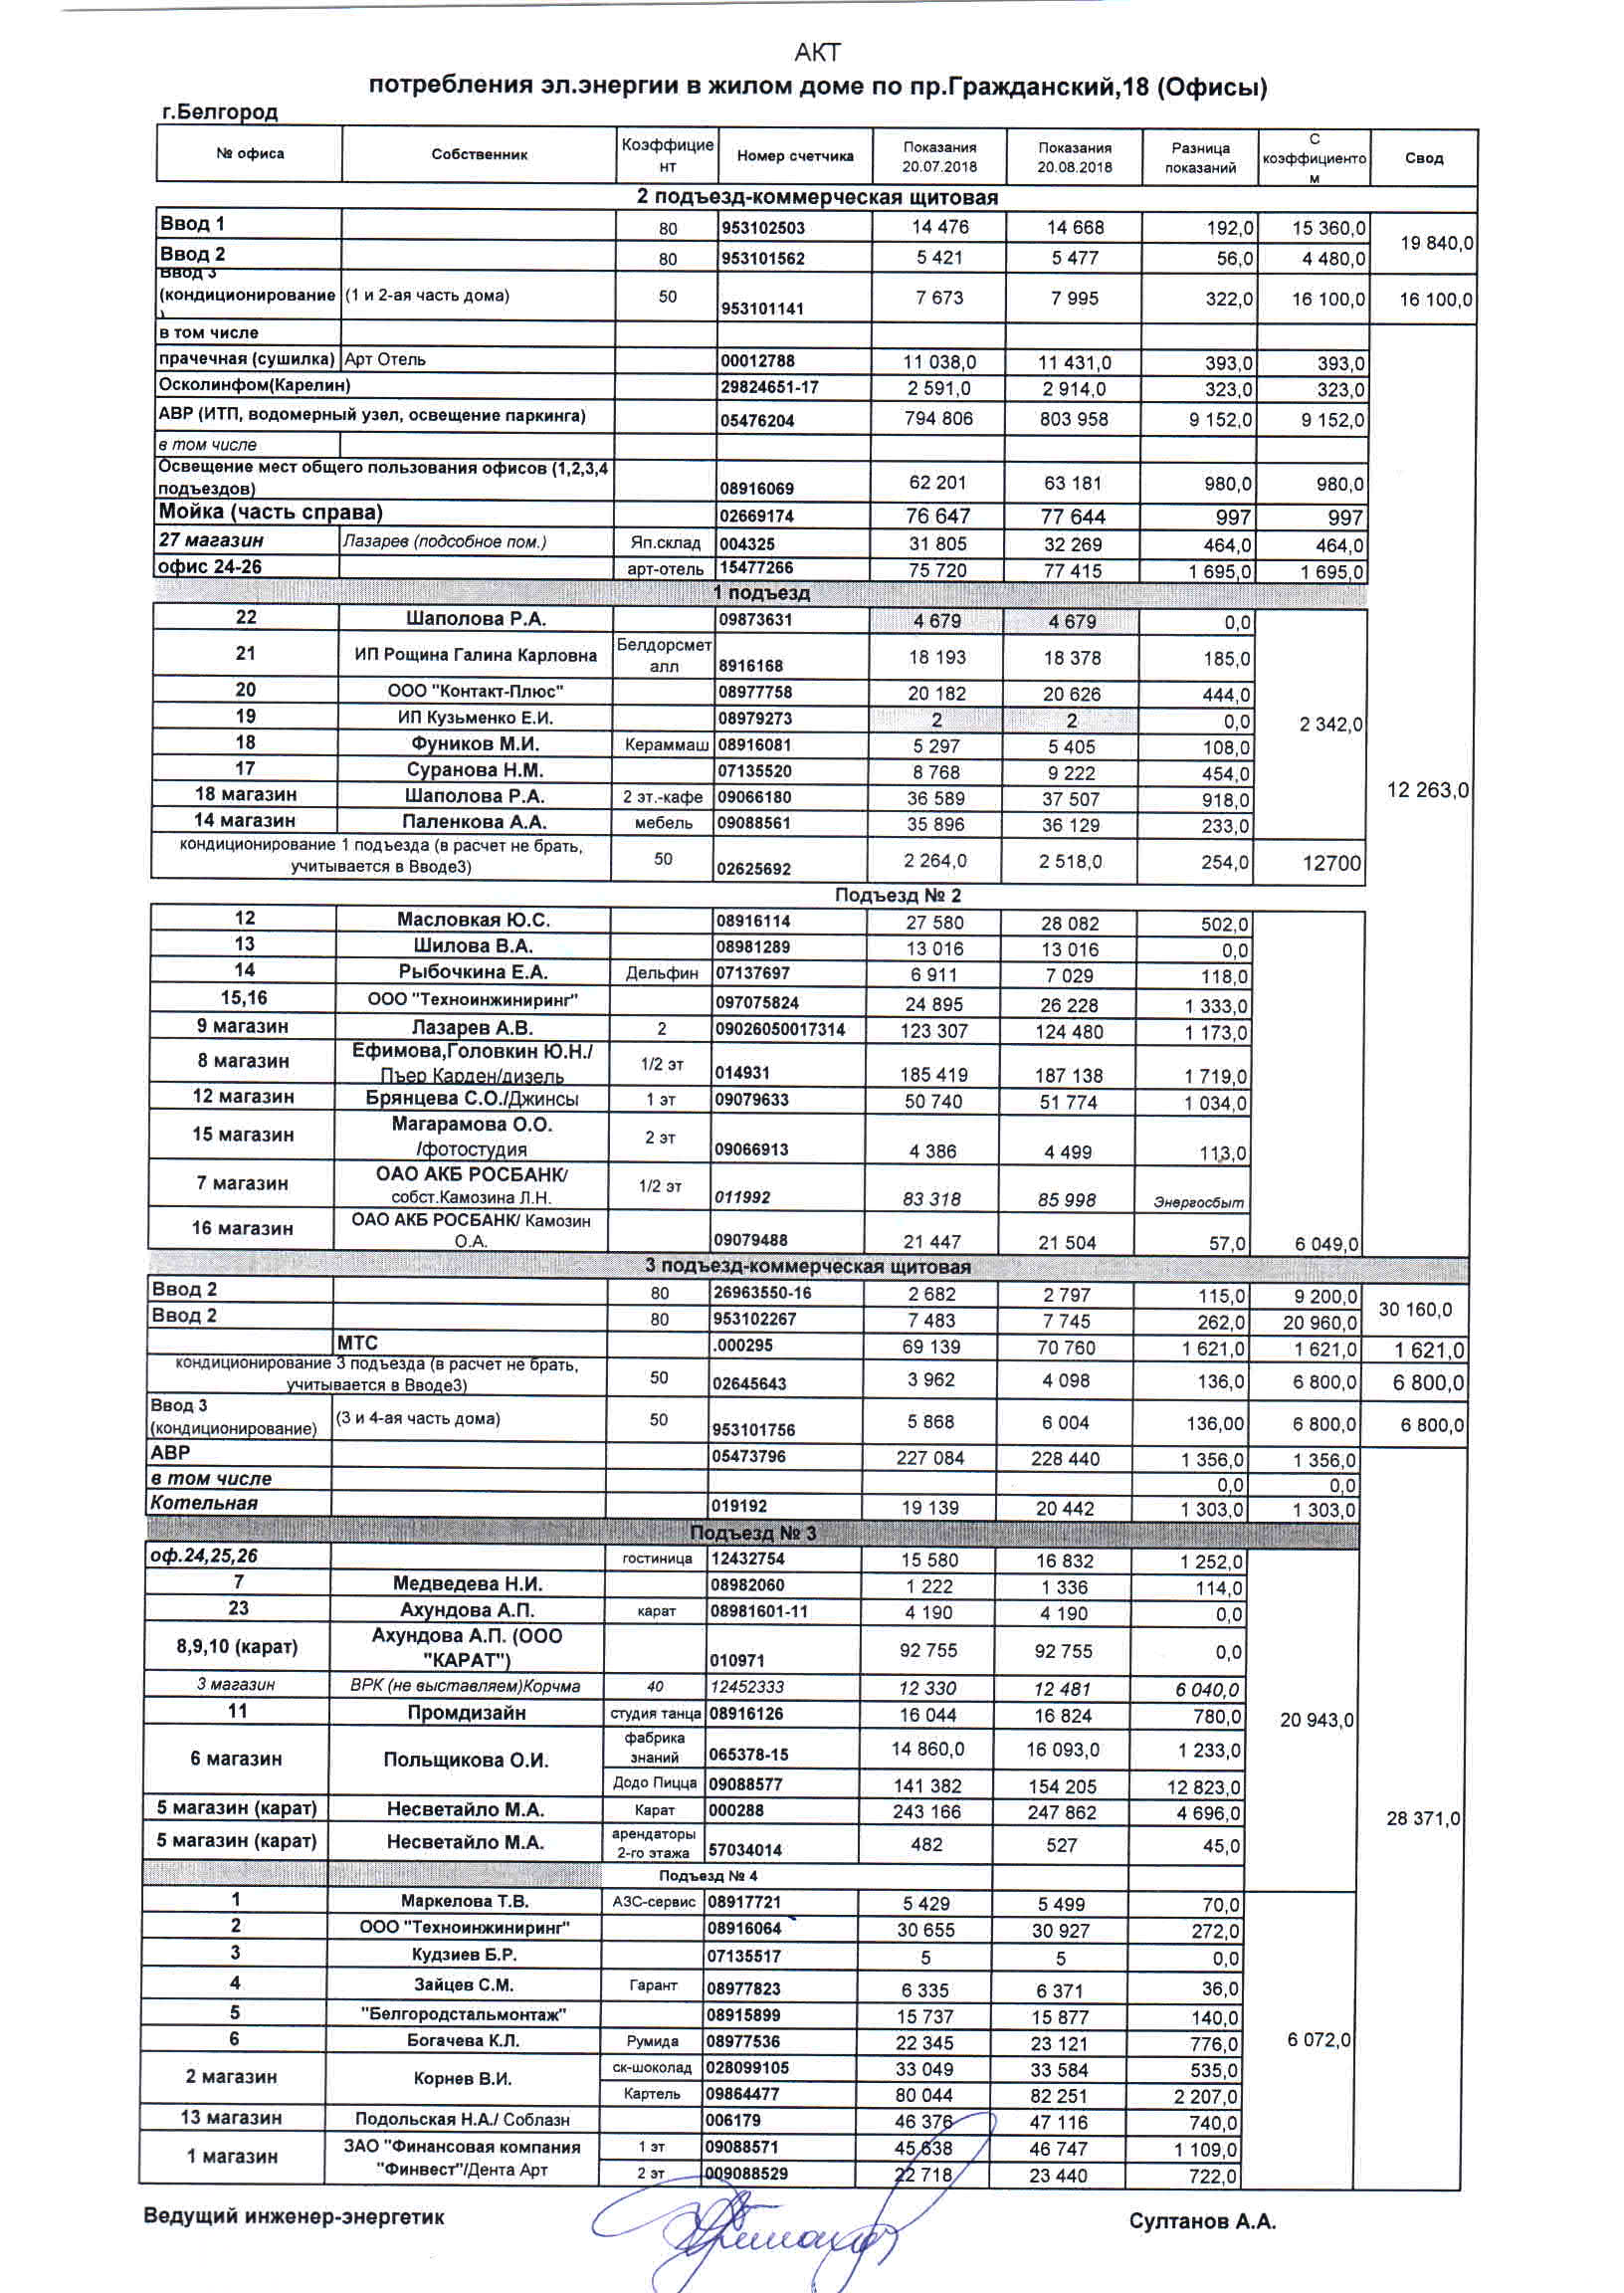 АКТ
потребления эл.энергии в жилом доме по пр.Гражданский,18 (Офисы)
г.Белгород
№ офиса Собственник Коэффициент Номер счетчика Показания 20.07.2018 Показания 20.08.2018 Разница показаний С коэффициентом Свод
2 подъезд-коммерческая щитовая
Ввод 1 80 953102503 14 476 14 668 192,0 15 360,0 19 840,0
Ввод 2 80 953101562 5 421 5 477 56,0 4 480,0
Ввод 3 (кондиционирование) (1 и 2-ая часть дома) 50 953101141 7 673 7 995 322,0 16 100,0 16 100,0
в том числе
прачечная (сушилка) Арт Отель 00012788 11 038,0 11 431,0 393,0 393,0
Осколинфом(Карелин) 29824651-17 2 591,0 2 914,0 323,0 323,0
АВР (ИТП, водомерный узел, освещение паркинга) 05476204 794 806 803 958 9 152,0 9 152,0
в том числе
Освещение мест общего пользования офисов (1,2,3,4 подъездов) 08916069 62 201 63 181 980,0 980,0
Мойка (часть справа) 02669174 76 647 77 644 997 997
27 магазин Лазарев (подсобное пом.) Яп.склад 004325 31 805 32 269 464,0 464,0
офис 24-26 арт-отель 15477266 75 720 77 415 1 695,0 1 695,0
1 подъезд
22 Шаполова Р.А. 09873631 4 679 4 679 0,0
21 ИП Рощина Галина Карловна Белдорсметалл 8916168 18 193 18 378 185,0
20 ООО "Контакт-Плюс" 08977758 20 182 20 626 444,0
19 ИП Кузьменко Е.И. 08979273 2 2 0,0 2 342,0
18 Фуников М.И. Кераммаш 08916081 5 297 5 405 108,0
17 Суранова Н.М. 07135520 8 768 9 222 454,0
18 магазин Шаполова Р.А. 2 эт.-кафе 09066180 36 589 37 507 918,0 12 263,0
14 магазин Паленкова А.А. мебель 09088561 35 896 36 129 233,0
кондиционирование 1 подъезда (в расчет не брать, учитывается в Вводе3) 50 02625692 2 264,0 2 518,0 254,0 12700
Подъезд № 2
12 Масловкая Ю.С. 08916114 27 580 28 082 502,0
13 Шилова В.А. 08981289 13 016 13 016 0,0
14 Рыбочкина Е.А. Дельфин 07137697 6 911 7 029 118,0
15,16 ООО "Техноинжиниринг" 097075824 24 895 26 228 1 333,0
9 магазин Лазарев А.В. 2 09026050017314 123 307 124 480 1 173,0
8 магазин Ефимова,Головкин Ю.Н./ Пъер Карден/дизель 1/2 эт 014931 185 419 187 138 1 719,0
12 магазин Брянцева С.О./Джинсы 1 эт 09079633 50 740 51 774 1 034,0
15 магазин Магарамова О.О. /фотостудия 2 эт 09066913 4 386 4 499 113,0
7 магазин ОАО АКБ РОСБАНК/ собст.Камозина Л.Н. 1/2 эт 011992 83 318 85 998 Энергосбыт
16 магазин ОАО АКБ РОСБАНК/ Камозин О.А. 09079488 21 447 21 504 57,0 6 049,0
3 подъезд-коммерческая щитовая
Ввод 2 80 26963550-16 2 682 2 797 115,0 9 200,0 30 160,0
Ввод 2 80 953102267 7 483 7 745 262,0 20 960,0
МТС .000295 69 139 70 760 1 621,0 1 621,0 1 621,0
кондиционирование 3 подъезда (в расчет не брать, учитывается в Вводе3) 50 02645643 3 962 4 098 136,0 6 800,0 6 800,0
Ввод 3 (кондиционирование) (3 и 4-ая часть дома) 50 953101756 5 868 6 004 136,00 6 800,0 6 800,0
АВР 05473796 227 084 228 440 1 356,0 1 356,0
в том числе 0,0 0,0
Котельная 019192 19 139 20 442 1 303,0 1 303,0
Подъезд № 3
оф.24,25,26 гостиница 12432754 15 580 16 832 1 252,0
7 Медведева Н.И. 08982060 1 222 1 336 114,0
23 Ахундова А.П. карат 08981601-11 4 190 4 190 0,0
8,9,10 (карат) Ахундова А.П. (ООО "КАРАТ") 010971 92 755 92 755 0,0
3 магазин ВРК (не выставляем)Корчма 40 12452333 12 330 12 481 6 040,0
11 Промдизайн студия танца 08916126 16 044 16 824 780,0 20 943,0
6 магазин Польщикова О.И. фабрика знаний 065378-15 14 860,0 16 093,0 1 233,0
Додо Пицца 09088577 141 382 154 205 12 823,0
5 магазин (карат) Несветайло М.А. Карат 000288 243 166 247 862 4 696,0 28 371,0
5 магазин (карат) Несветайло М.А. арендаторы 2-го этажа 57034014 482 527 45,0
Подъезд № 4
1 Маркелова Т.В. АЗС-сервис 08917721 5 429 5 499 70,0
2 ООО "Техноинжиниринг" 08916064 30 655 30 927 272,0
3 Кудзиев Б.Р. 07135517 5 5 0,0
4 Зайцев С.М. Гарант 08977823 6 335 6 371 36,0
5 "Белгородстальмонтаж" 08915899 15 737 15 877 140,0
6 Богачева К.Л. Румида 08977536 22 345 23 121 776,0 6 072,0
2 магазин Корнев В.И. ск-шоколад 028099105 33 049 33 584 535,0
Картель 09864477 80 044 82 251 2 207,0
13 магазин Подольская Н.А./ Соблазн 006179 46 376 47 116 740,0
1 магазин ЗАО "Финансовая компания "Финвест"/Дента Арт 1 эт 09088571 45 638 46 747 1 109,0
2 эт 009088529 22 718 23 440 722,0
Ведущий инженер-энергетик Султанов А.А.